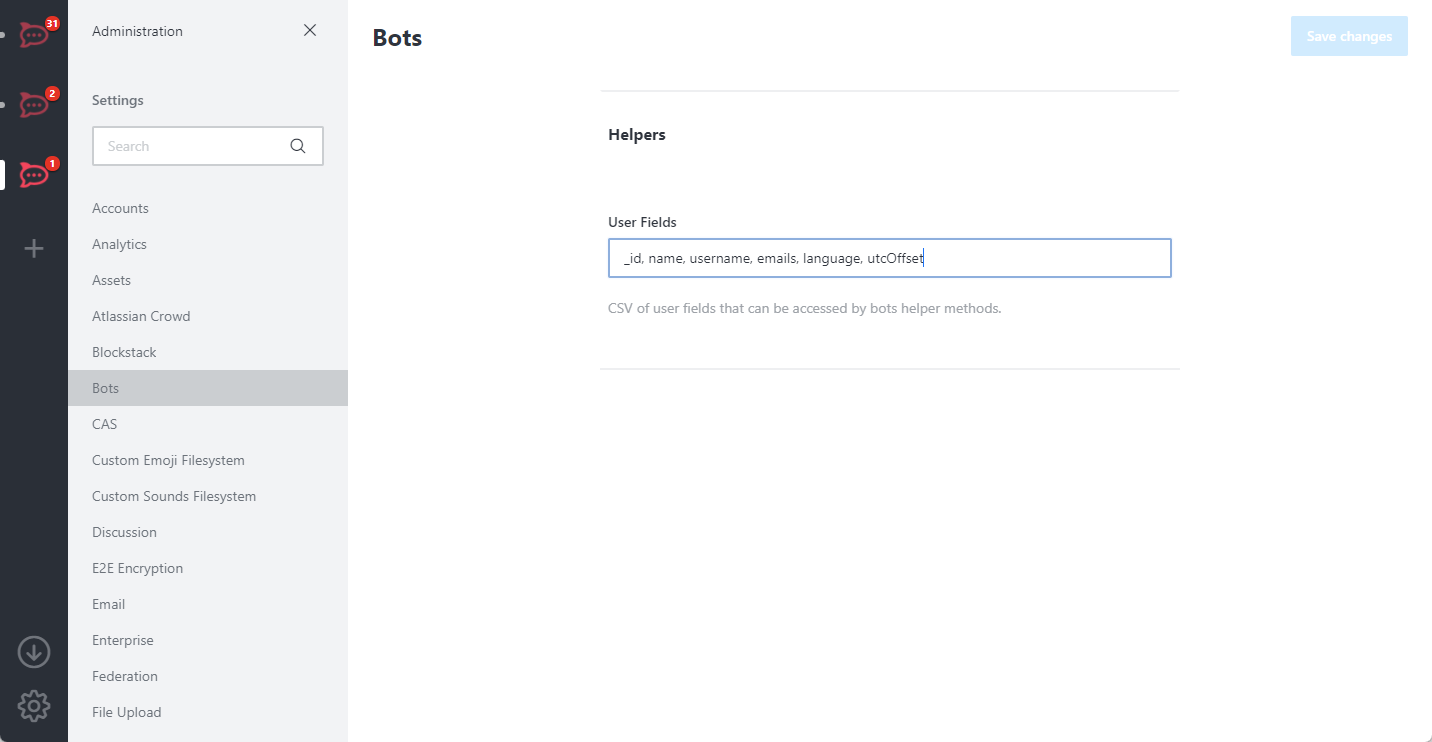 31
2
1
Administration
Settings
Search
Accounts
Analytics
Assets
Atlassian Crowd
Blockstack
Bots
CAS
Custom Emoji Filesystem
Custom Sounds Filesystem
Discussion
E2E Encryption
Email
Enterprise
Federation
File Upload
Bots
Save changes
Helpers
User Fields
_id, name, username, emails, language, utcOffset
CSV of user fields that can be accessed by bots helper methods.